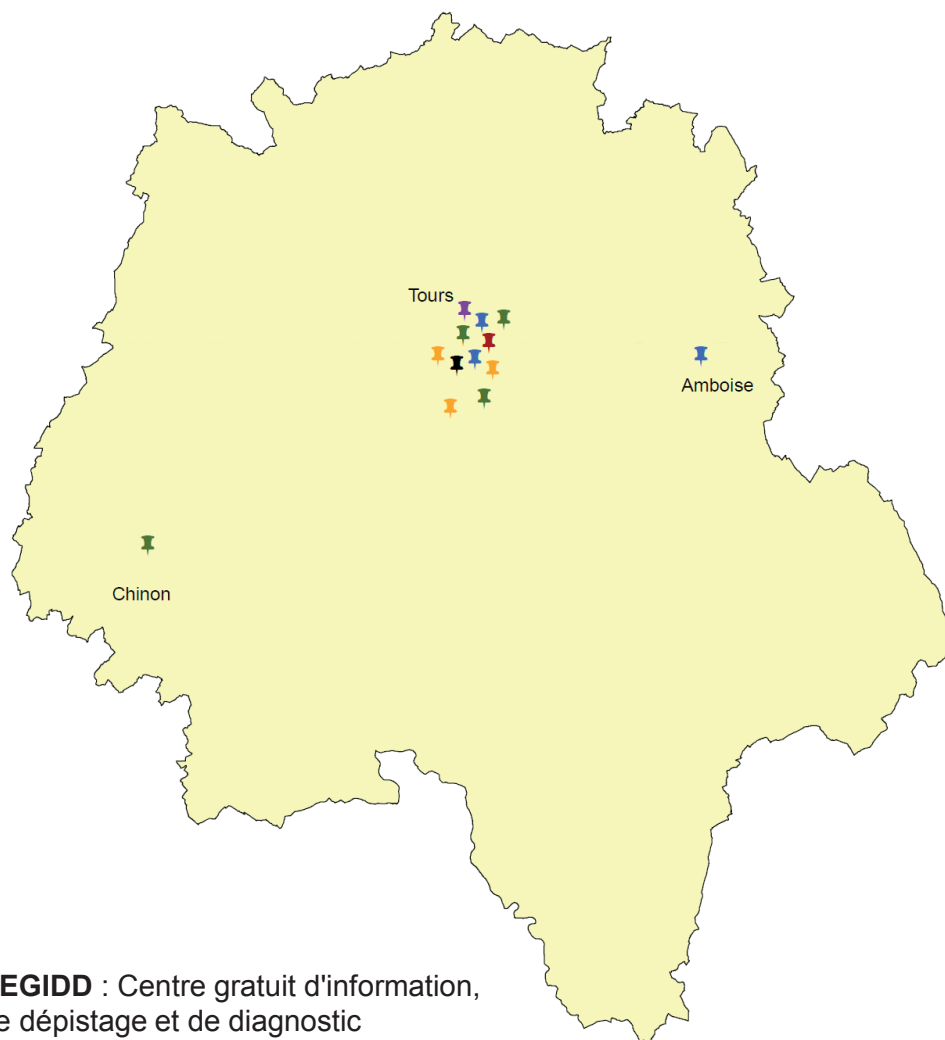 Tours
Amboise
Chinon
EGIDD : Centre gratuit d'information,
e dépistage et de diagnostic